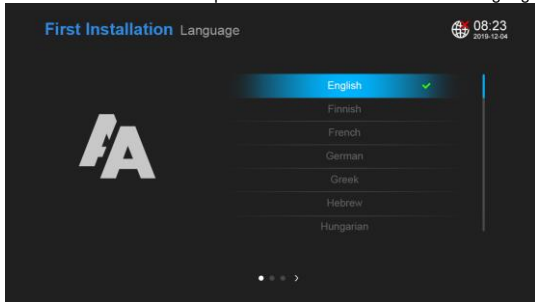 First Installation Language
08:23
2019-12-04
English
Finnish
French
German
Greek
Hebrew
Hungarian